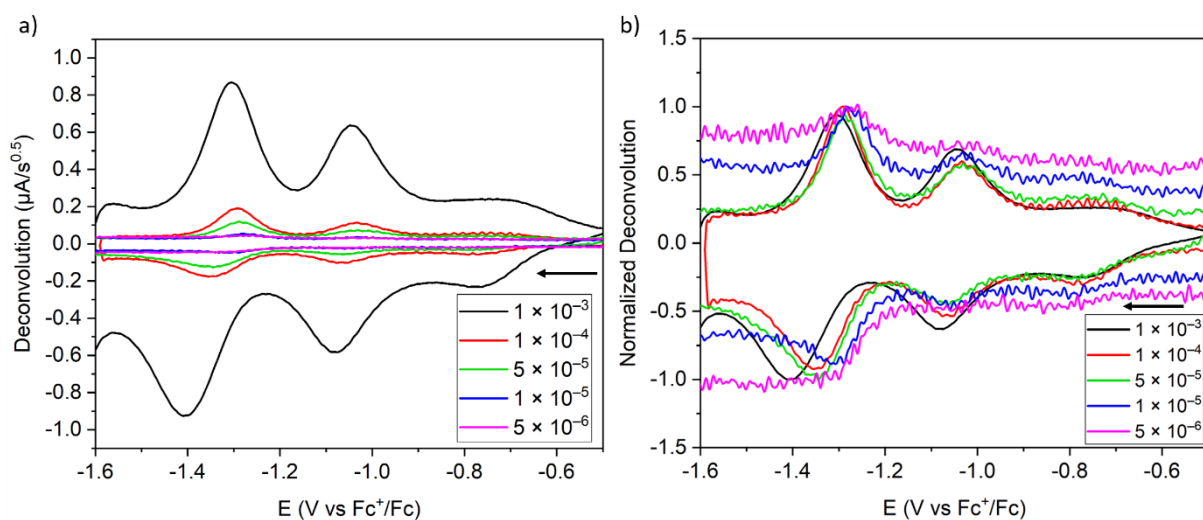 a)
Deconvolution (µA/s⁰·⁵)
1.0
0.8
0.6
0.4
0.2
0.0
-0.2
-0.4
-0.6
-0.8
-1.0
-1.6 -1.4 -1.2 -1.0 -0.8 -0.6
E (V vs Fc⁺/Fc)
1 × 10⁻³
1 × 10⁻⁴
5 × 10⁻⁵
1 × 10⁻⁵
5 × 10⁻⁶
b)
Normalized Deconvolution
1.5
1.0
0.5
0.0
-0.5
-1.0
-1.5
-1.6 -1.4 -1.2 -1.0 -0.8 -0.6
E (V vs Fc⁺/Fc)
1 × 10⁻³
1 × 10⁻⁴
5 × 10⁻⁵
1 × 10⁻⁵
5 × 10⁻⁶